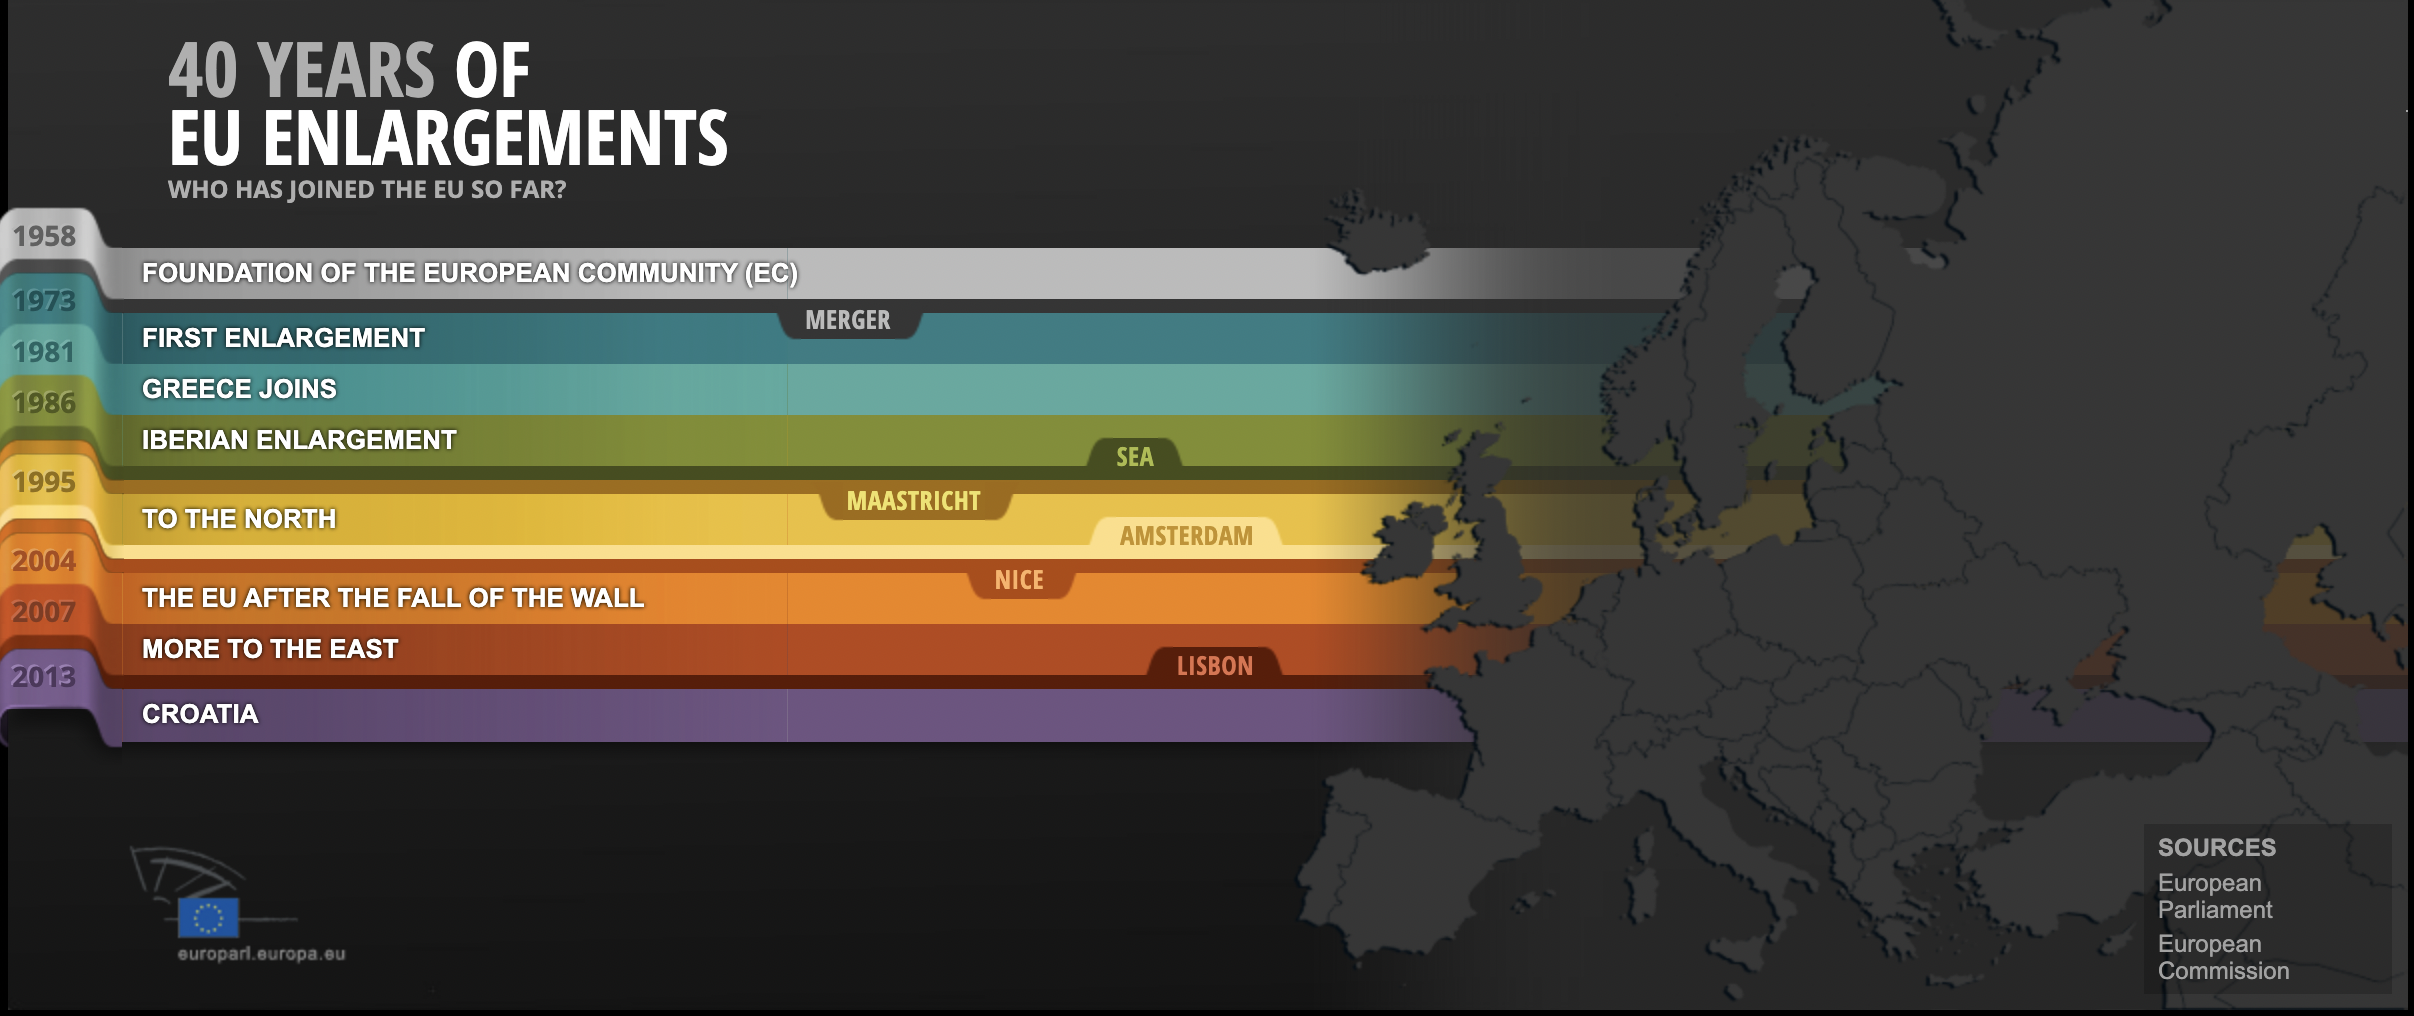 40 YEARS OF
EU ENLARGEMENTS
WHO HAS JOINED THE EU SO FAR?
1958
FOUNDATION OF THE EUROPEAN COMMUNITY (EC)
MERGER
1973
FIRST ENLARGEMENT
1981
GREECE JOINS
1986
IBERIAN ENLARGEMENT
SEA
MAASTRICHT
1995
TO THE NORTH
AMSTERDAM
NICE
2004
THE EU AFTER THE FALL OF THE WALL
2007
MORE TO THE EAST
LISBON
2013
CROATIA
europarl.europa.eu
SOURCES
European
Parliament
European
Commission